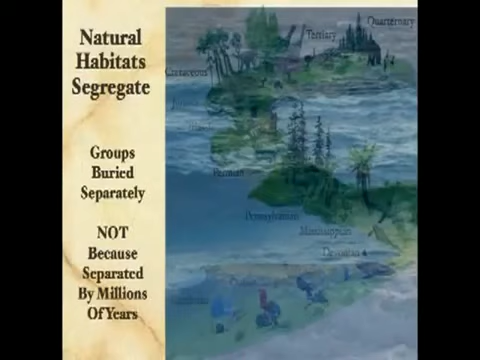 Natural
Habitats
Segregate
Groups
Buried
Separately
NOT
Because
Separated
By Millions
Of Years
Quarternary
Tertiary
Cretaceous
Permian
Pennsylvanian
Mississippian
Devonian